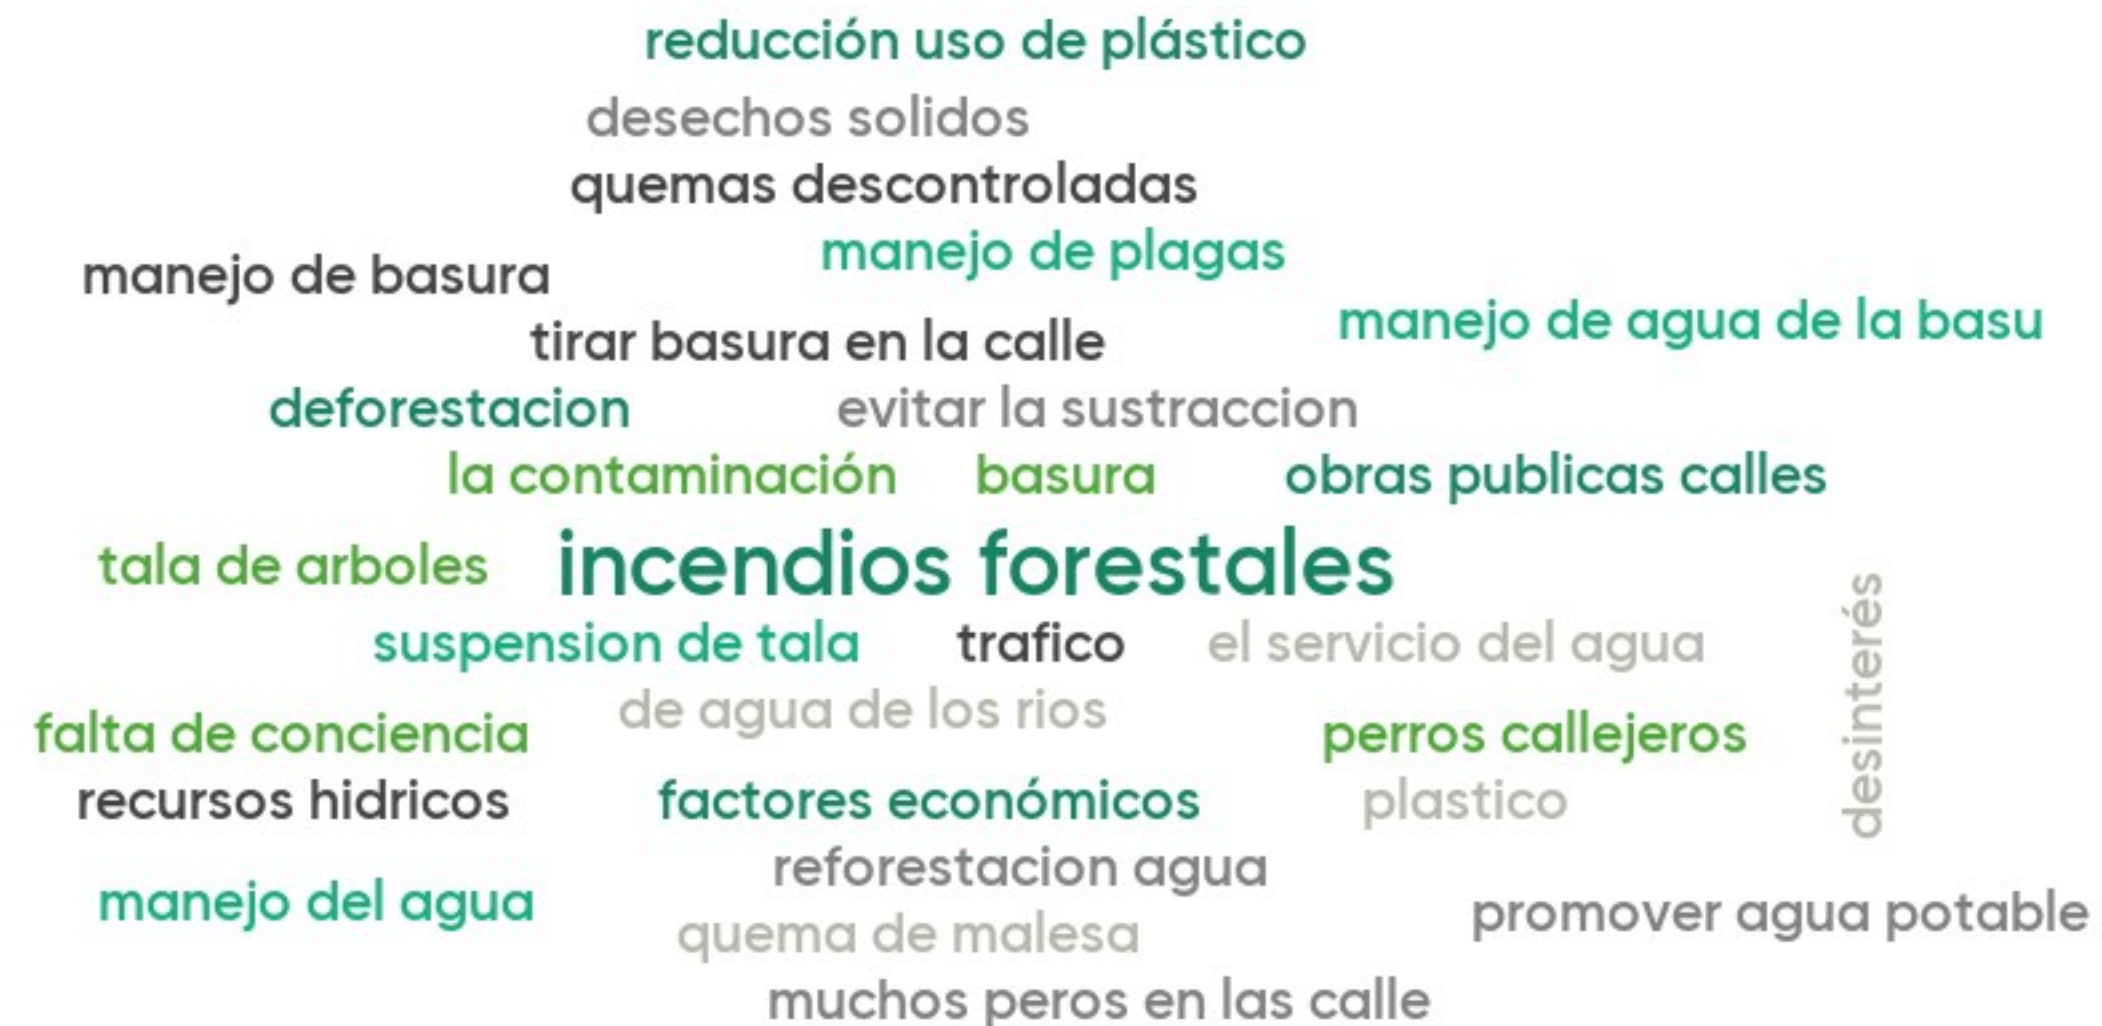 reducción uso de plástico
desechos solidos
quemas descontroladas
manejo de plagas
manejo de basura
manejo de agua de la basu
tirar basura en la calle
deforestacion
evitar la sustraccion
la contaminación
basura
obras publicas calles
tala de arboles
incendios forestales
desinterés
suspension de tala
trafico
el servicio del agua
de agua de los rios
falta de conciencia
perros callejeros
recursos hidricos
factores económicos
plastico
reforestacion agua
manejo del agua
promover agua potable
quema de malesa
muchos peros en las calle